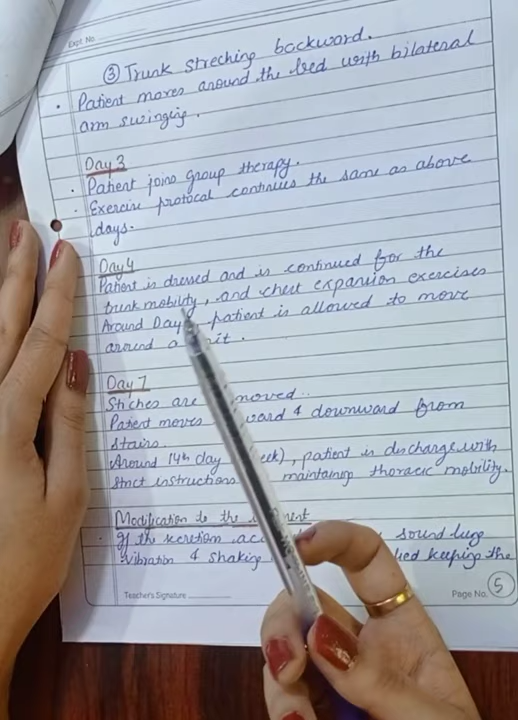 Expt. No.
③ Trunk streching backward.
• Patient moves around the bed with bilateral
arm swinging.
Day 3
• Patient joins group therapy.
• Exercise protocal continues the same as above
days.
Day 4
Patient is dressed and is continued for the
trunk mobility, and chest expansion exercises
Around Day patient is allowed to move
around a
Day 7
Stiches are moved..
Patient moves ward & downward from
stairs.
Around 14th day eek), patient is discharge with
strict instructions maintaining thoracic mobility.
Modification to the
• If the secretion sound lung
vibration & shaking keeping the
Teacher's Signature
Page No. 5